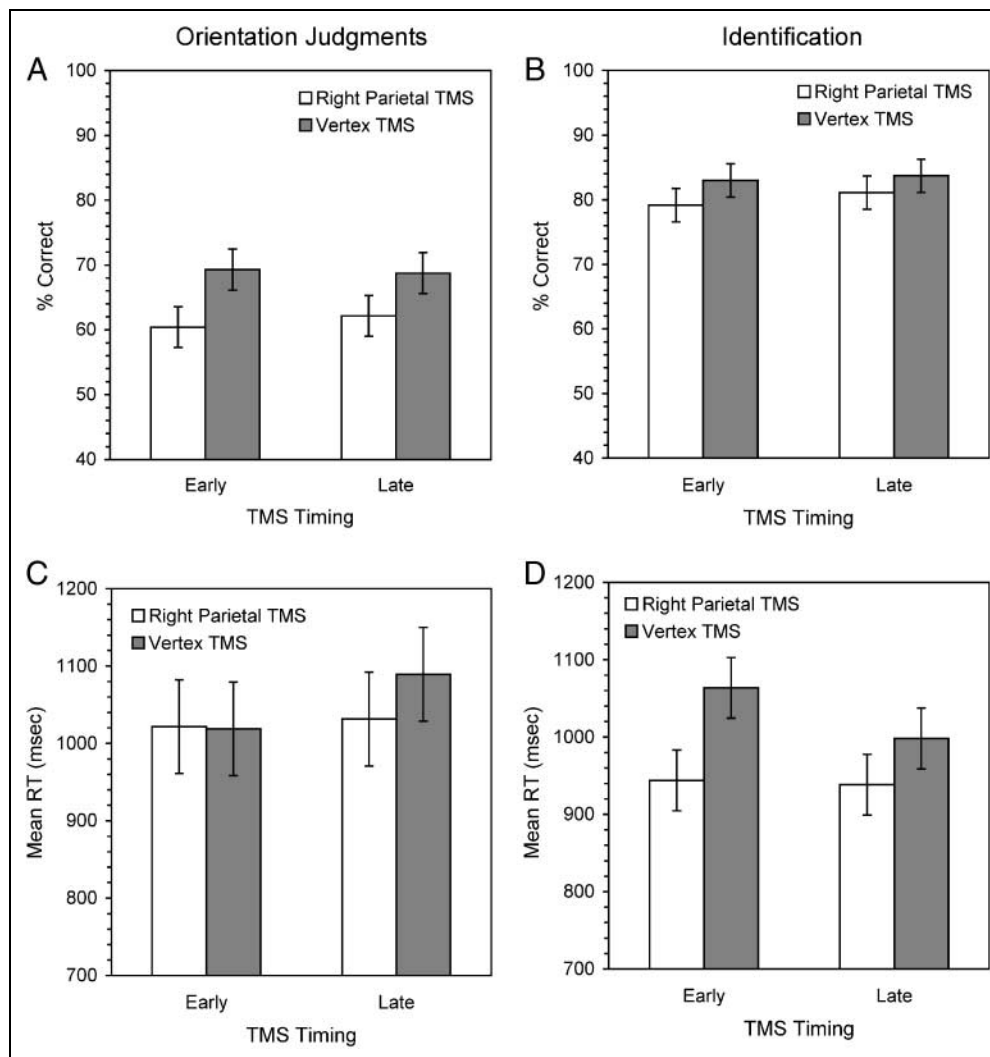 Orientation Judgments
Identification
A
B
100
90
80
70
60
50
40
% Correct
Right Parietal TMS
Vertex TMS
Early
Late
TMS Timing
100
90
80
70
60
50
40
% Correct
Right Parietal TMS
Vertex TMS
Early
Late
TMS Timing
C
D
1200
1100
1000
900
800
700
Mean RT (msec)
Right Parietal TMS
Vertex TMS
Early
Late
TMS Timing
1200
1100
1000
900
800
700
Mean RT (msec)
Right Parietal TMS
Vertex TMS
Early
Late
TMS Timing